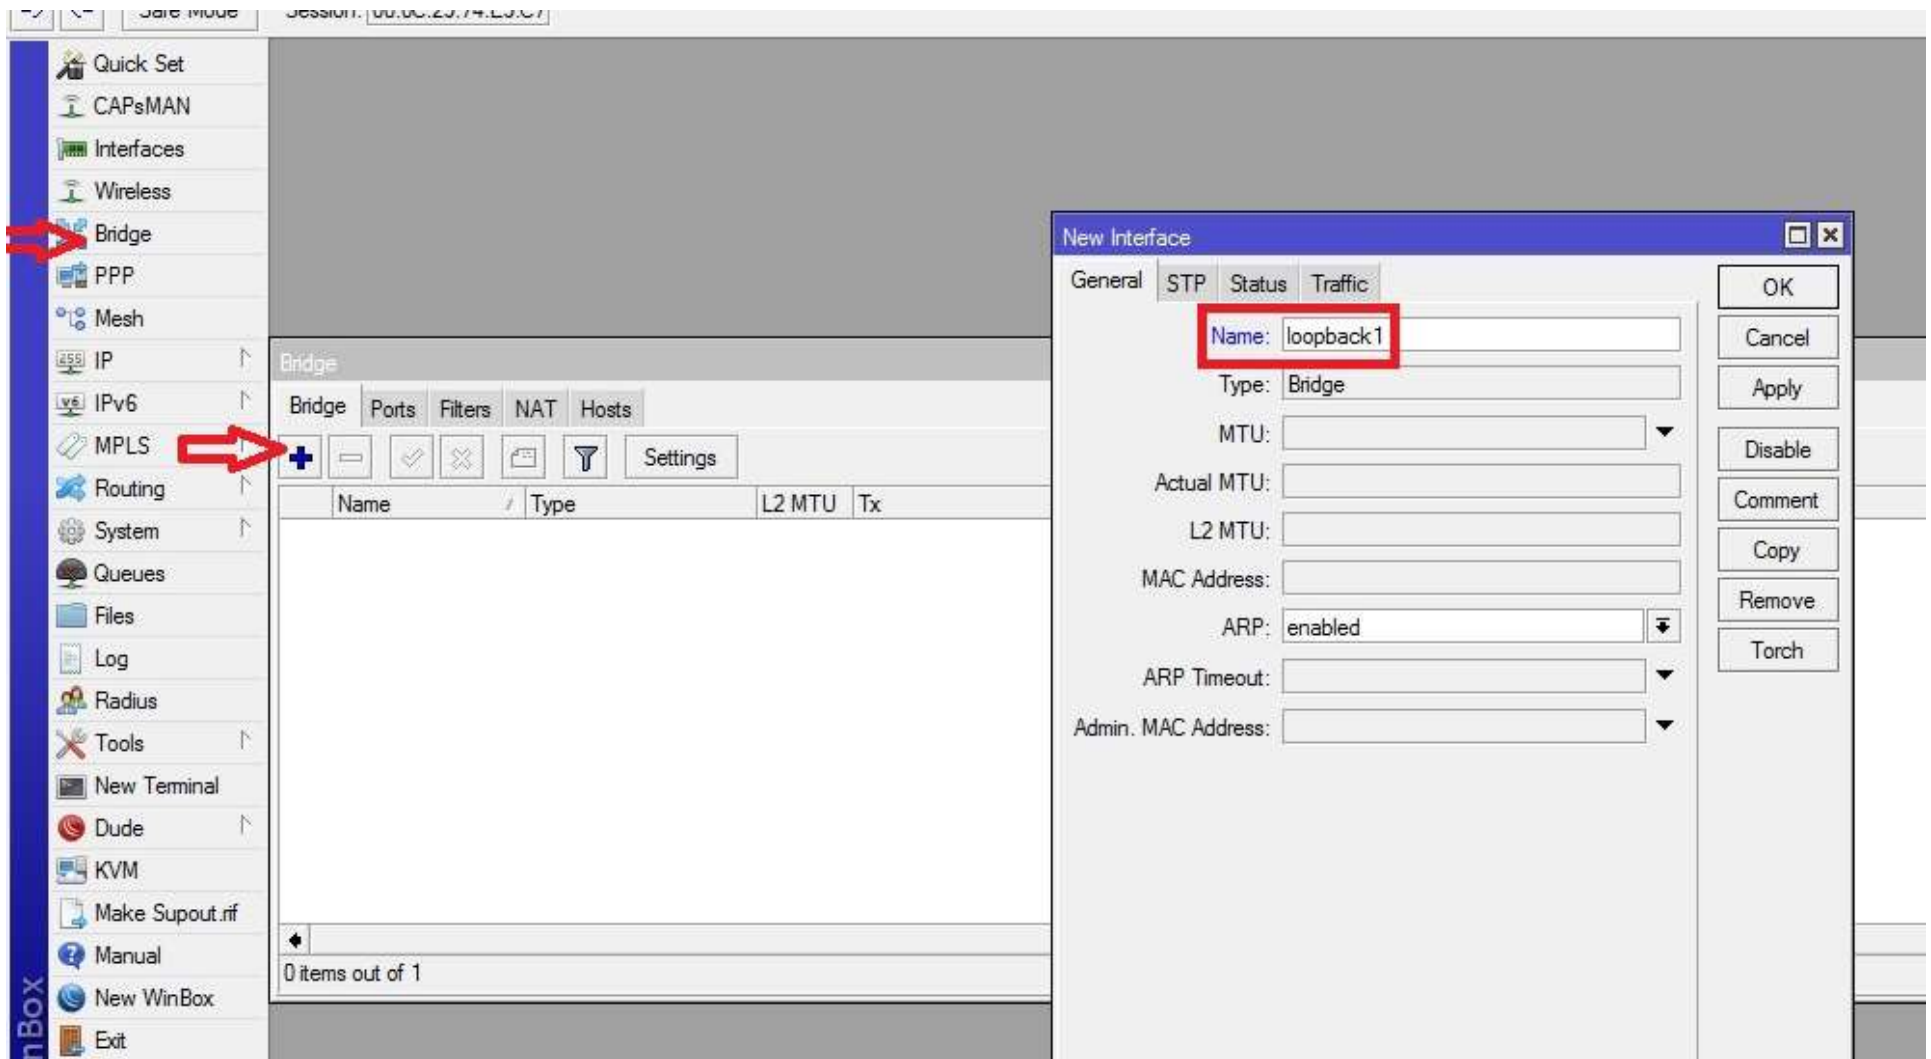 Safe Mode Session:
Quick Set
CAPsMAN
Interfaces
Wireless
Bridge
PPP
Mesh
IP
IPv6
MPLS
Routing
System
Queues
Files
Log
Radius
Tools
New Terminal
Dude
KVM
Make Supout.rif
Manual
New WinBox
Exit
Bridge
Bridge Ports Filters NAT Hosts
Settings
Name Type L2 MTU Tx
0 items out of 1
New Interface
General STP Status Traffic
Name: loopback1
Type: Bridge
MTU:
Actual MTU:
L2 MTU:
MAC Address:
ARP: enabled
ARP Timeout:
Admin. MAC Address:
OK
Cancel
Apply
Disable
Comment
Copy
Remove
Torch